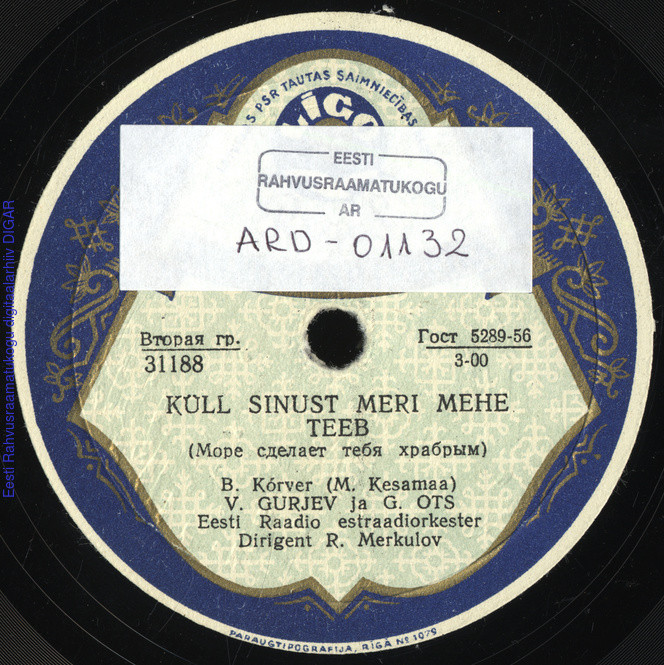 PSR TAUTAS SAIMNIECĪBAS
EESTI
RAHVUSRAAMATUKOGU
AR
ARD-01132
Вторая гр.
31188
Гост 5289-56
3-00
KÜLL SINUST MERI MEHE
TEEB
(Море сделает тебя храбрым)
B. Kórver (M. Kesamaa)
V. GURJEV ja G. OTS
Eesti Raadio estraadiorkester
Dirigent R. Merkulov
PARAUGTIPOGRAFIJA, RĪGĀ № 1079
Eesti Rahvusraamatukogu digitaalarhiiv DIGAR